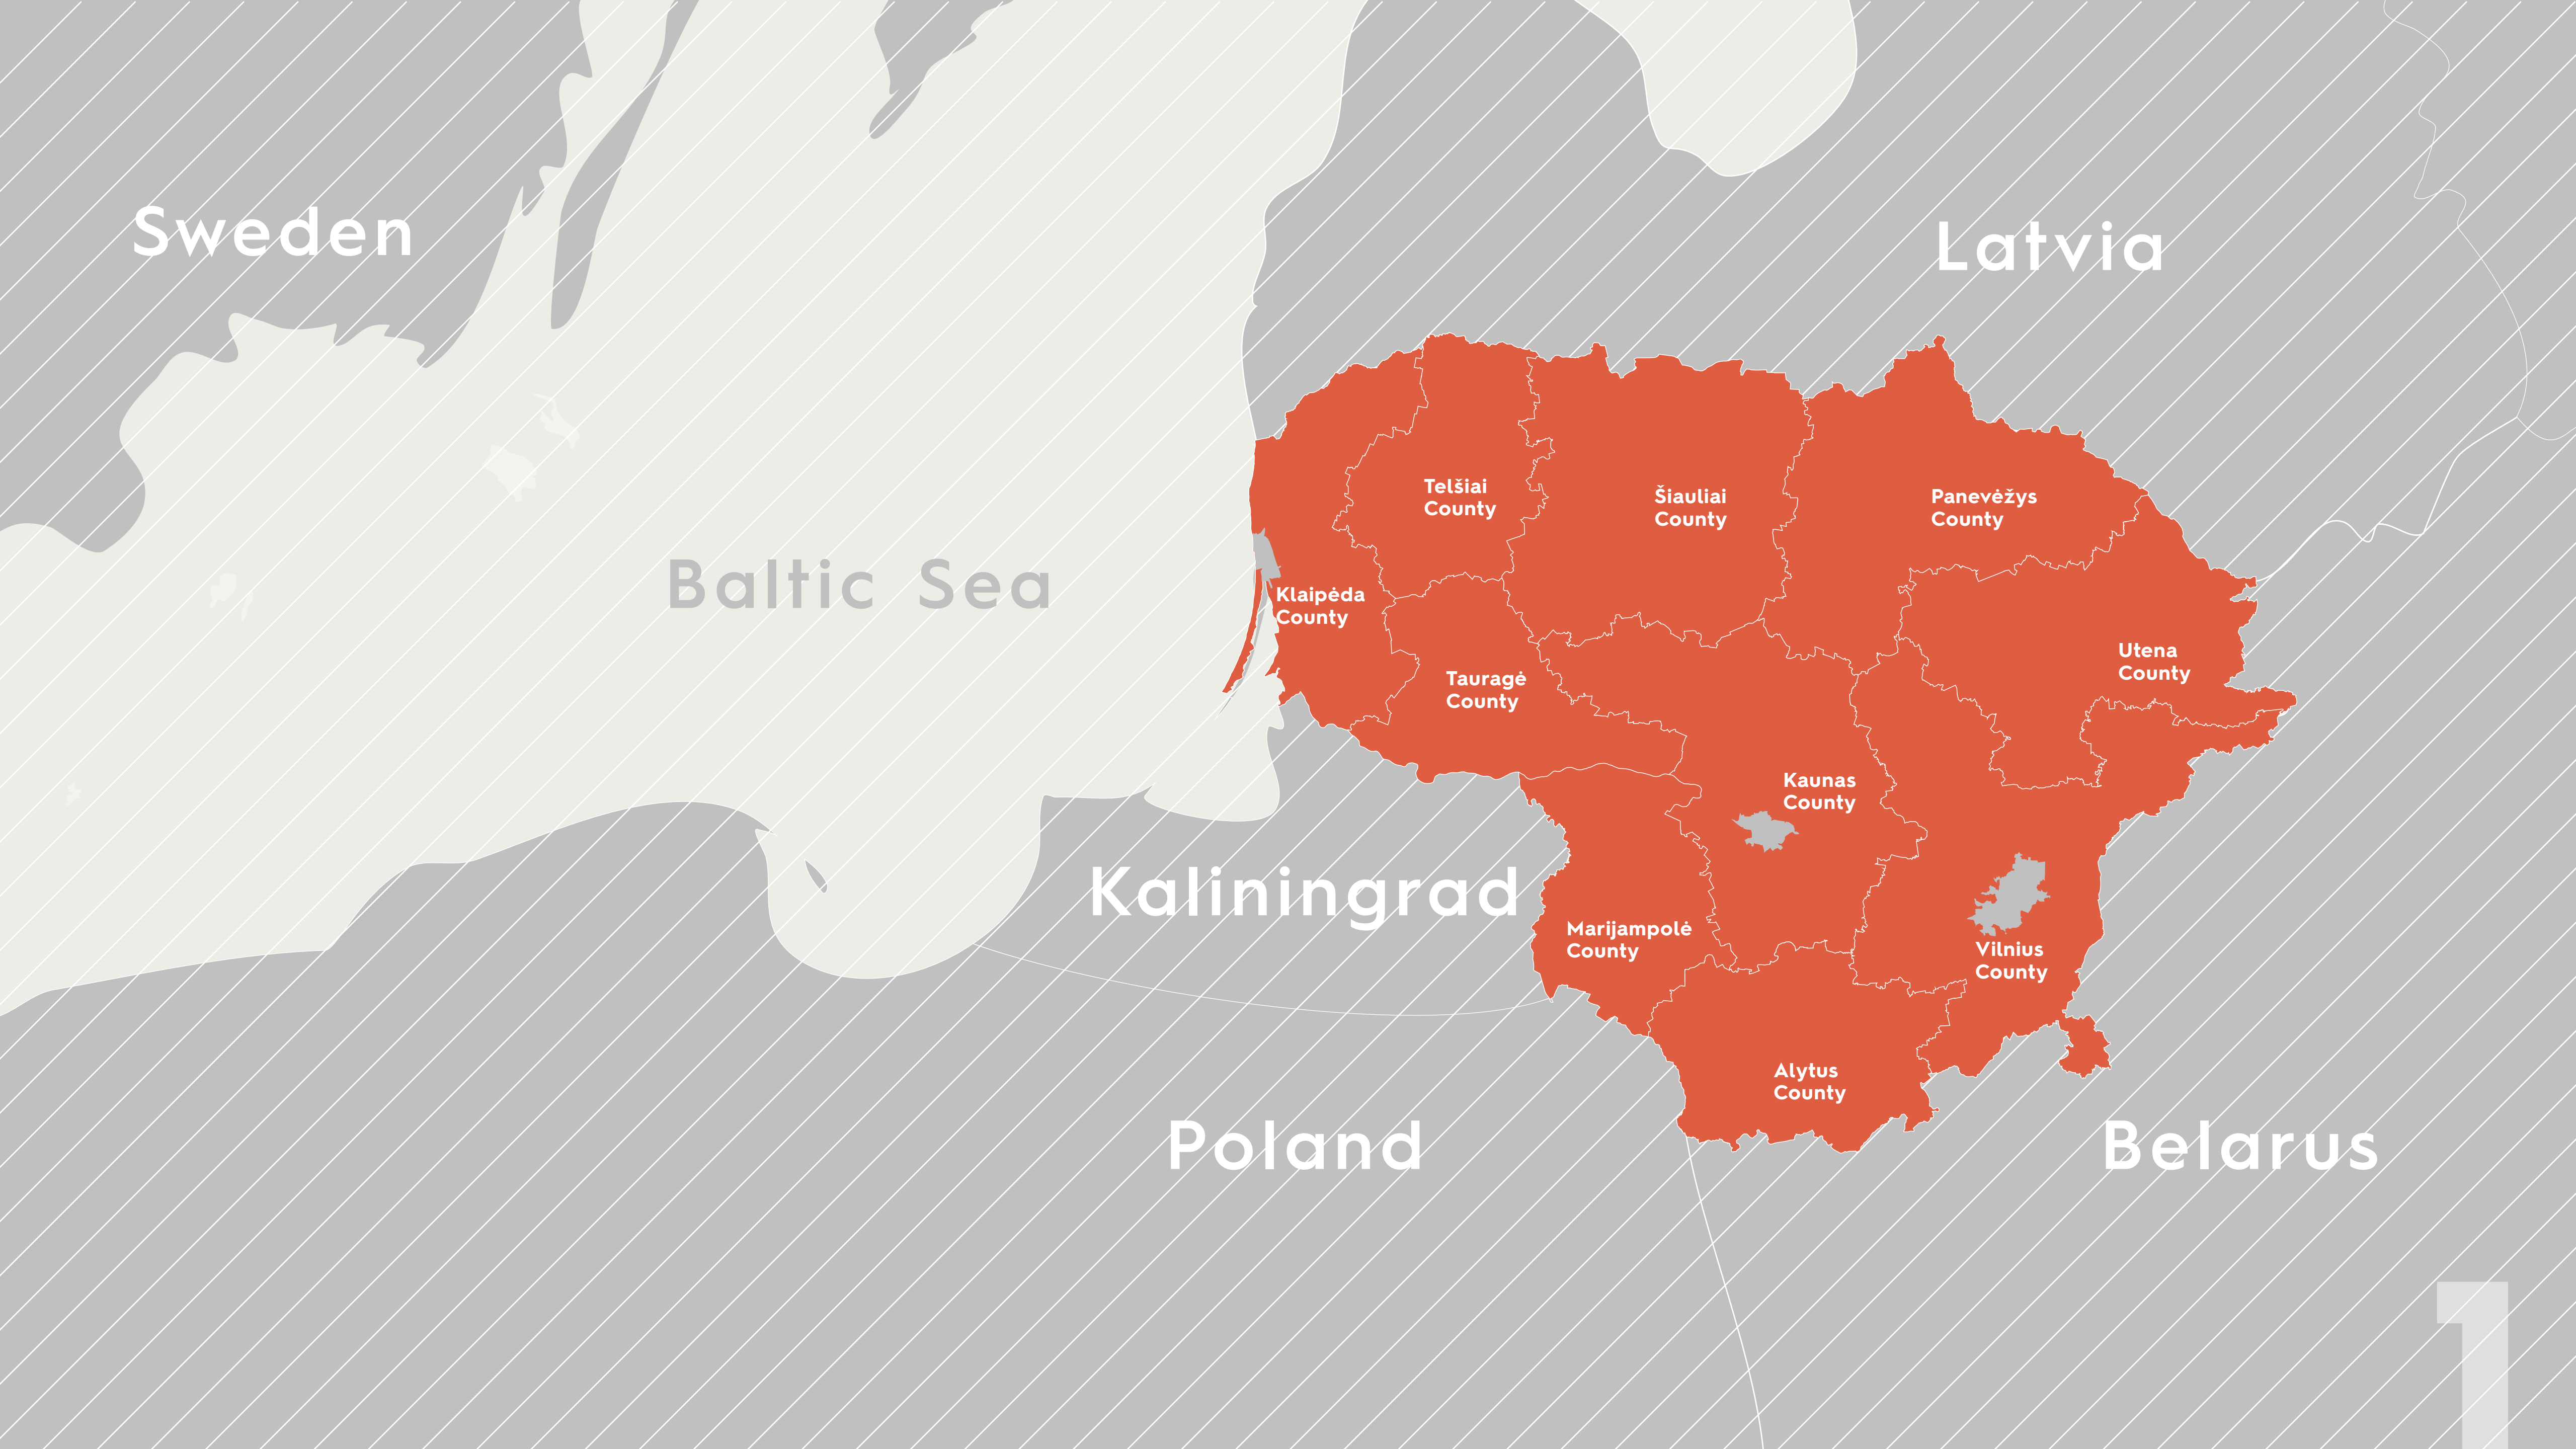 Sweden
Latvia
Telšiai
County
Šiauliai
County
Panevėžys
County
Baltic Sea
Klaipėda
County
Utena
County
Tauragė
County
Kaunas
County
Kaliningrad
Marijampolė
County
Vilnius
County
Alytus
County
Poland
Belarus
1